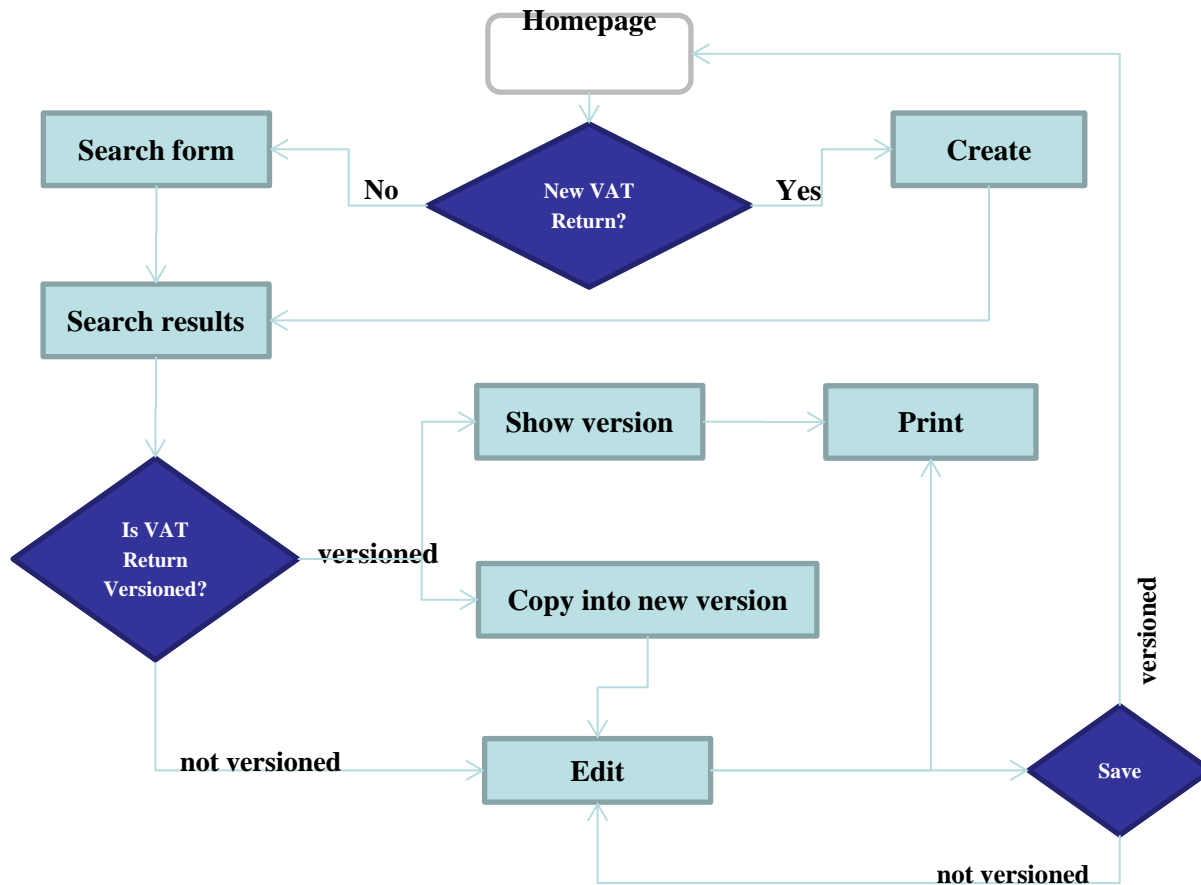 Homepage
Search form
No
New VAT
Return?
Yes
Create
Search results
Show version
Print
Is VAT
Return
Versioned?
versioned
Copy into new version
versioned
not versioned
Edit
Save
not versioned